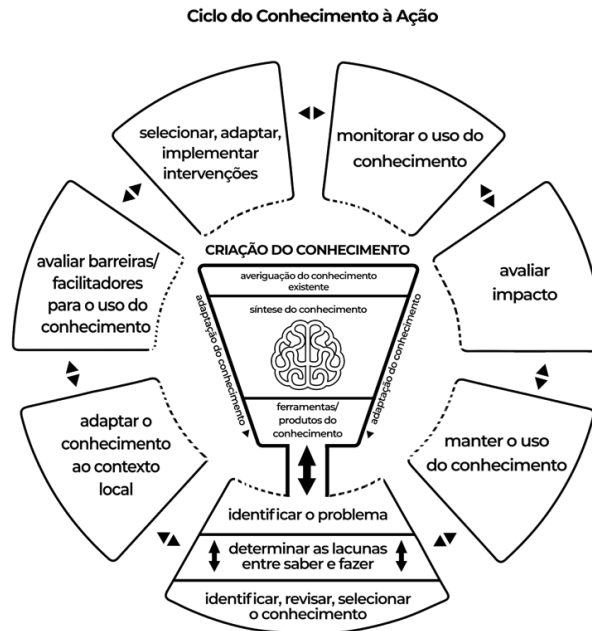 Ciclo do Conhecimento à Ação
selecionar, adaptar,
implementar
intervenções
monitorar o uso do
conhecimento
avaliar barreiras/
facilitadores
para o uso do
conhecimento
avaliar
impacto
adaptar o
conhecimento
ao contexto
local
manter o uso
do conhecimento
CRIAÇÃO DO CONHECIMENTO
averiguação do conhecimento
existente
síntese do conhecimento
ferramentas/
produtos do
conhecimento
adaptação do conhecimento
adaptação do conhecimento
identificar o problema
determinar as lacunas
entre saber e fazer
identificar, revisar, selecionar
o conhecimento